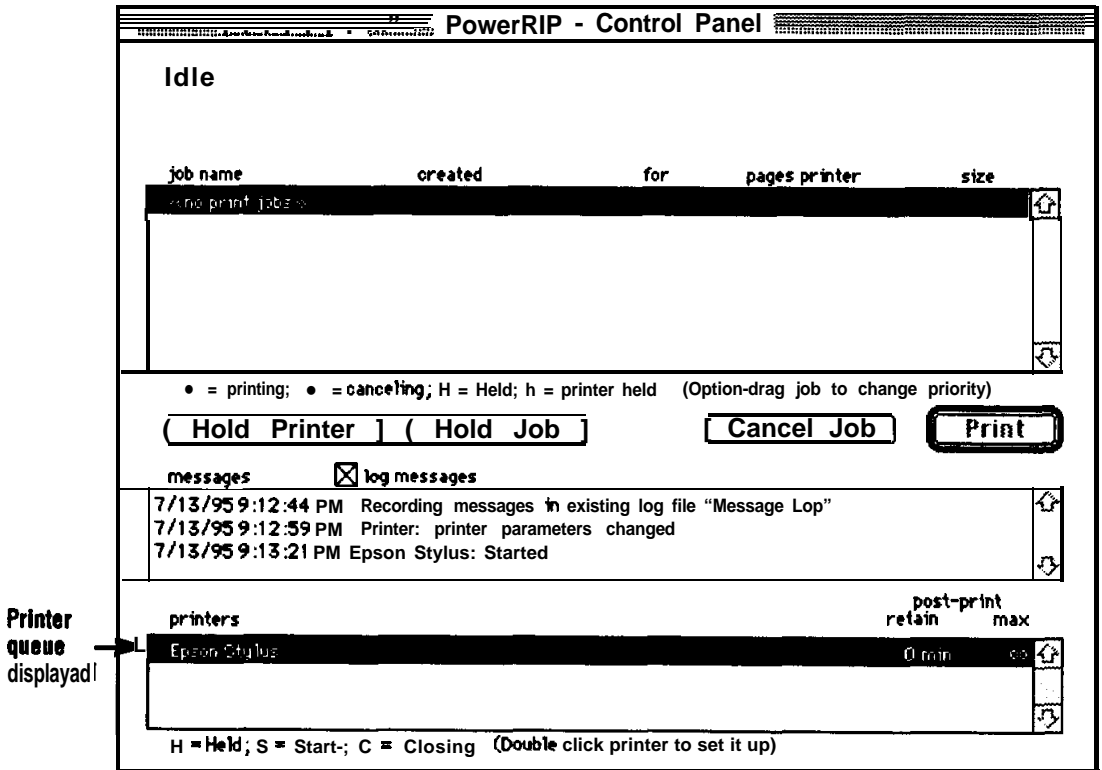 PowerRIP - Control Panel
Idle
job name created for pages printer size
<no print jobs>
• = printing; • = canceling; H = Held; h = printer held (Option-drag job to change priority)
( Hold Printer ] ( Hold Job ] [ Cancel Job ] Print
messages ☒ log messages
7/13/95 9:12:44 PM Recording messages in existing log file “Message Lop”
7/13/95 9:12:59 PM Printer: printer parameters changed
7/13/95 9:13:21 PM Epson Stylus: Started
post-print
printers retain max
Printer
queue
displayad
Epson Stylus 0 min ∞
H = Held; S = Start-; C = Closing (Double click printer to set it up)